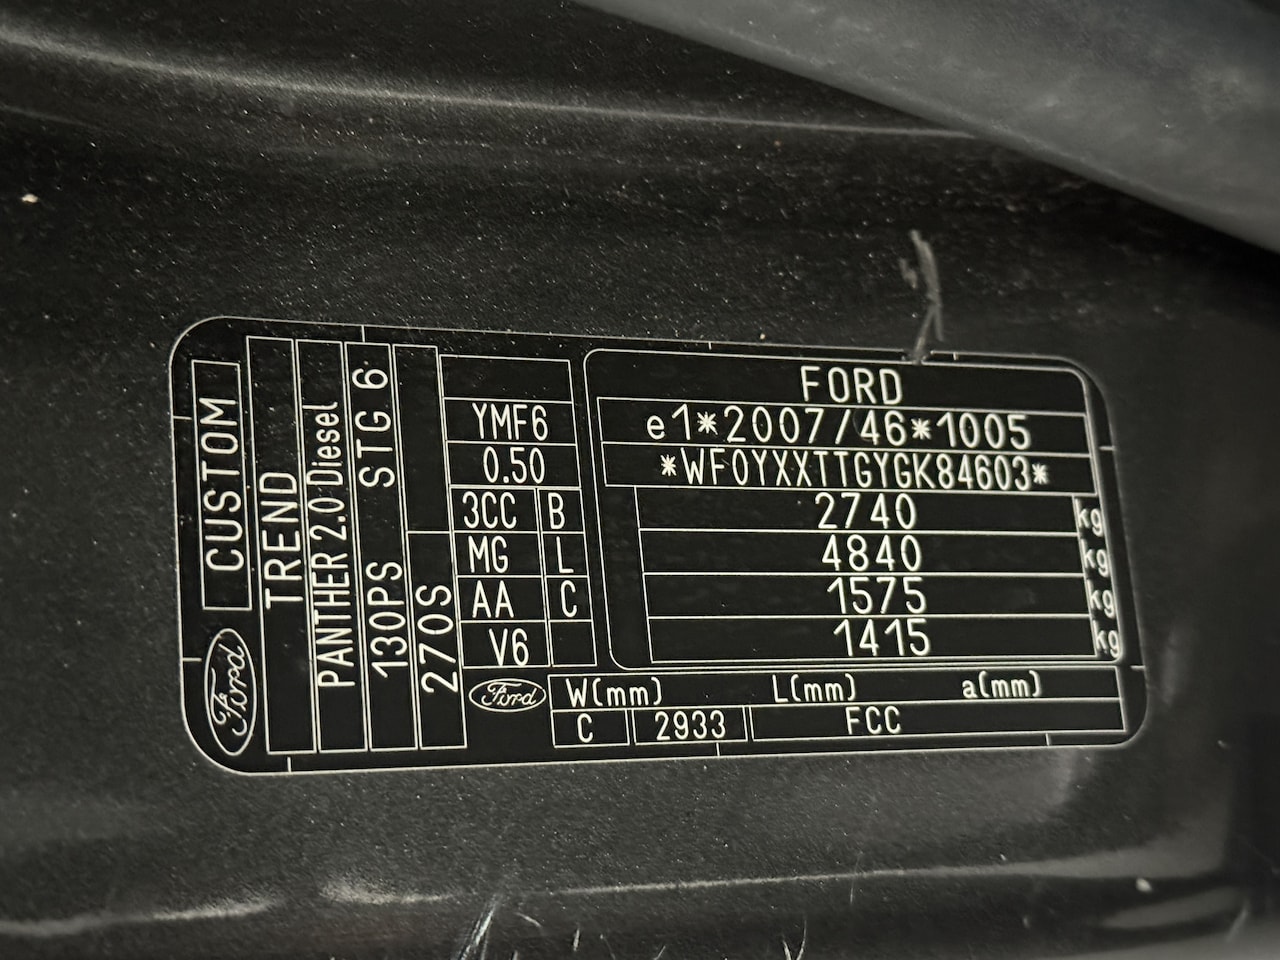 CUSTOM
Ford
TREND
PANTHER 2.0 Diesel
130PS STG 6
270S
YMF6
0.50
3CC B
MG L
AA C
V6
Ford
FORD
e1*2007/46*1005
*WF0YXXTTGYGK84603*
2740 kg
4840 kg
1575 kg
1415 kg
W(mm) L(mm) a(mm)
C 2933 FCC